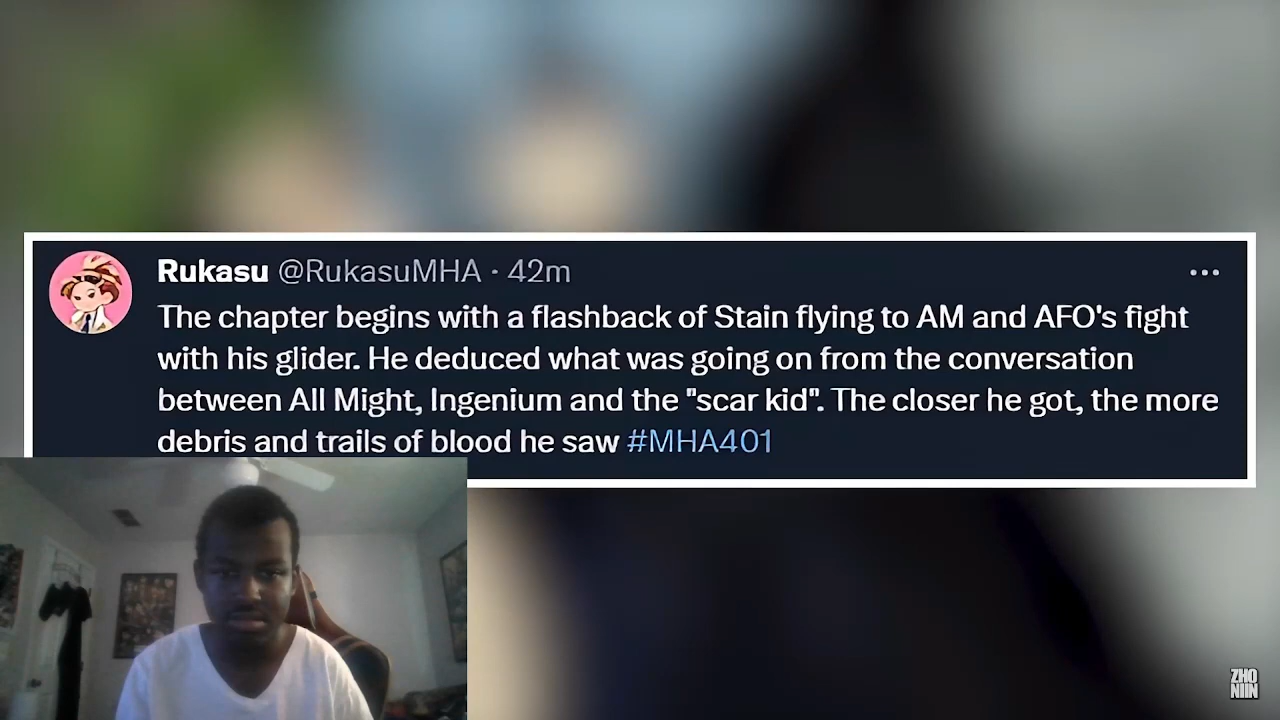 Rukasu @RukasuMHA · 42m
The chapter begins with a flashback of Stain flying to AM and AFO's fight
with his glider. He deduced what was going on from the conversation
between All Might, Ingenium and the "scar kid". The closer he got, the more
debris and trails of blood he saw #MHA401
ZHO
NIIN